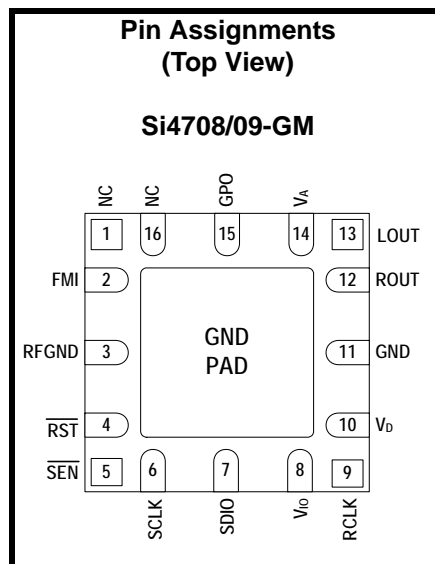 Pin Assignments
(Top View)
Si4708/09-GM
NC NC GPO VA
1 16 15 14 13 LOUT
FMI 2 12 ROUT
RFGND 3 GND PAD 11 GND
RST 4 10 VD
SEN 5 6 7 8 9
SCLK SDIO VIO RCLK